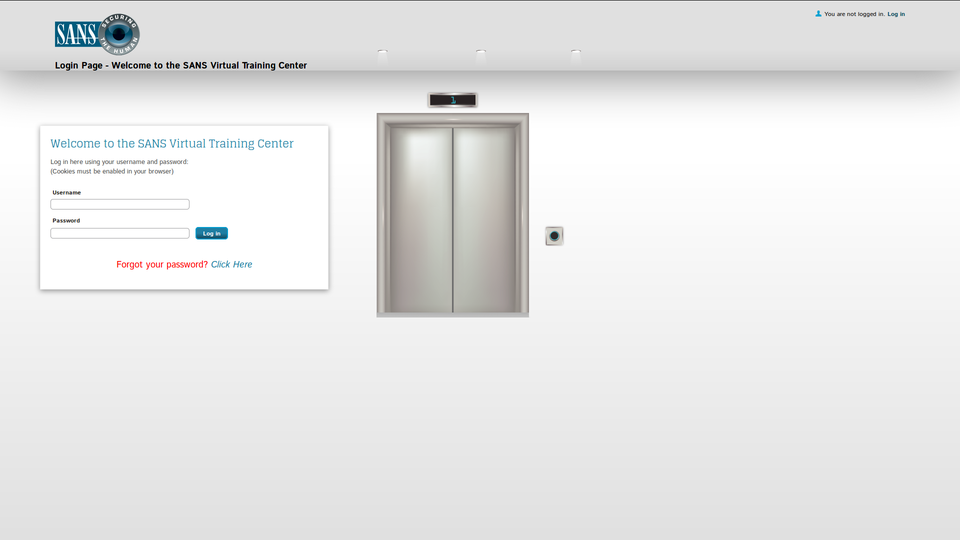 You are not logged in. Log in
SANS
SECURING
THE HUMAN
Login Page - Welcome to the SANS Virtual Training Center
1
Welcome to the SANS Virtual Training Center
Log in here using your username and password:
(Cookies must be enabled in your browser)
Username
Password
Log in
Forgot your password? Click Here